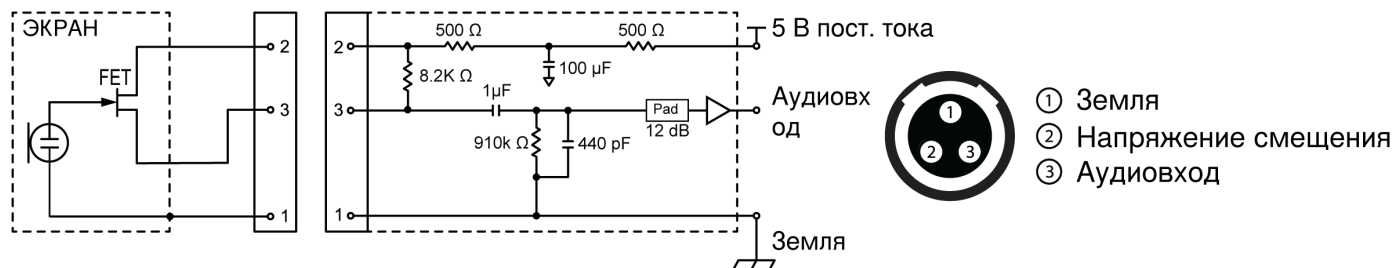 ЭКРАН
FET
2
3
1
2
3
1
500 Ω
500 Ω
8.2K Ω
100 µF
1µF
910k Ω
440 pF
Pad
12 dB
5 В пост. тока
Аудиовх
од
Земля
1
2
3
1 Земля
2 Напряжение смещения
3 Аудиовход